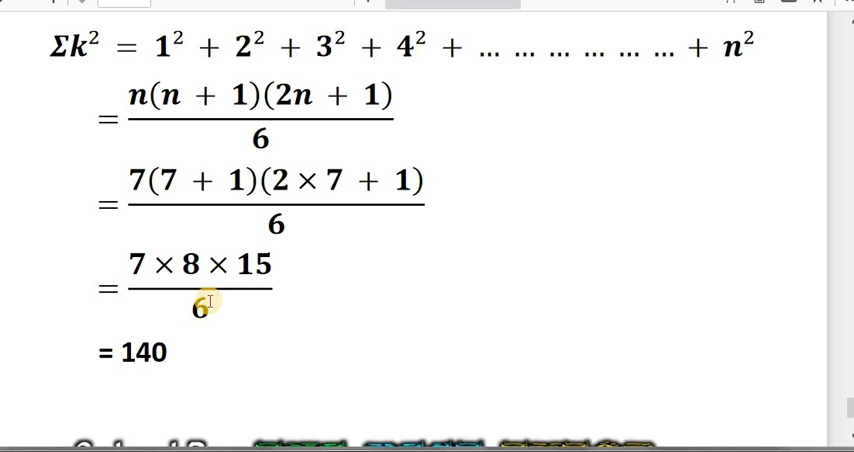 Σk² = 1² + 2² + 3² + 4² + … … … … … … + n²
= n(n + 1)(2n + 1) / 6
= 7(7 + 1)(2 × 7 + 1) / 6
= 7 × 8 × 15 / 6
= 140